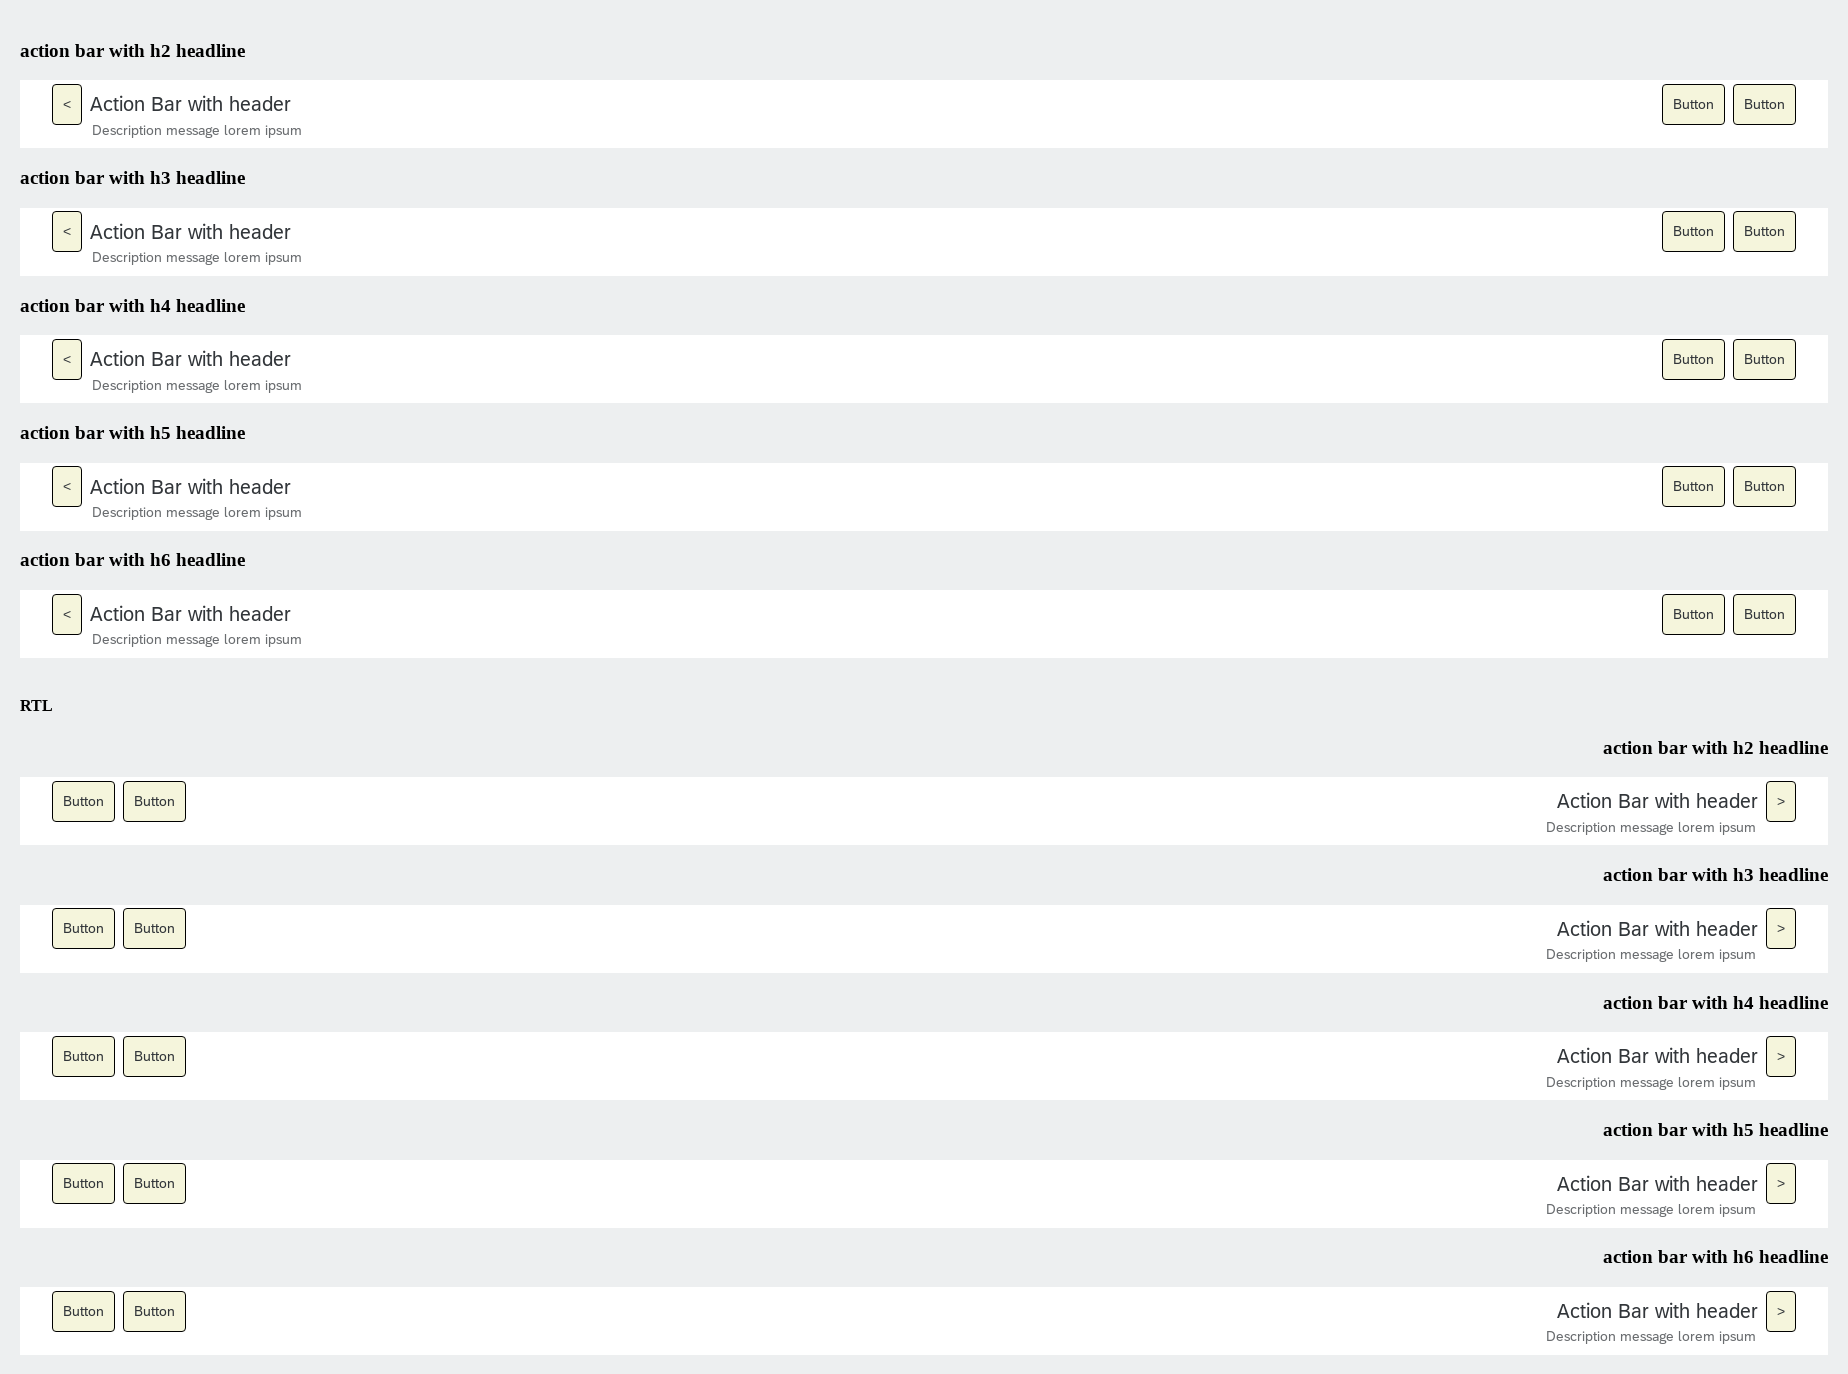 action bar with h2 headline
< Action Bar with header Button Button
Description message lorem ipsum
action bar with h3 headline
< Action Bar with header Button Button
Description message lorem ipsum
action bar with h4 headline
< Action Bar with header Button Button
Description message lorem ipsum
action bar with h5 headline
< Action Bar with header Button Button
Description message lorem ipsum
action bar with h6 headline
< Action Bar with header Button Button
Description message lorem ipsum
RTL
action bar with h2 headline
Button Button Action Bar with header >
Description message lorem ipsum
action bar with h3 headline
Button Button Action Bar with header >
Description message lorem ipsum
action bar with h4 headline
Button Button Action Bar with header >
Description message lorem ipsum
action bar with h5 headline
Button Button Action Bar with header >
Description message lorem ipsum
action bar with h6 headline
Button Button Action Bar with header >
Description message lorem ipsum